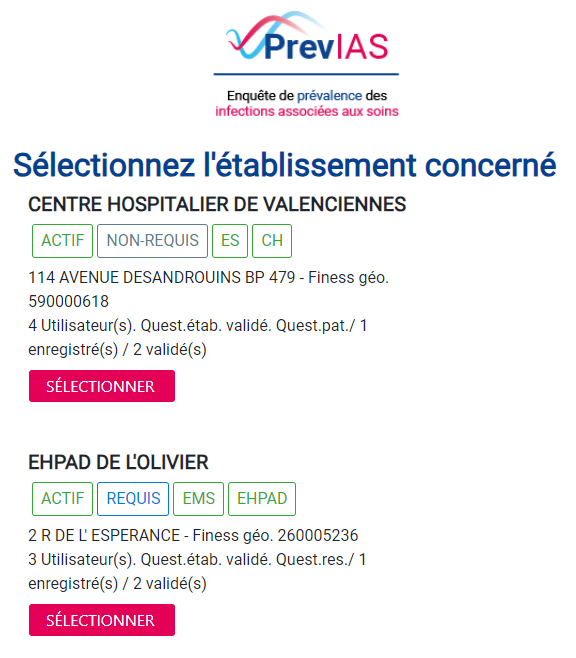 PrevIAS
Enquête de prévalence des
infections associées aux soins
Sélectionnez l'établissement concerné
CENTRE HOSPITALIER DE VALENCIENNES
ACTIF NON-REQUIS ES CH
114 AVENUE DESANDROUINS BP 479 - Finess géo.
590000618
4 Utilisateur(s). Quest.étab. validé. Quest.pat./ 1
enregistré(s) / 2 validé(s)
SÉLECTIONNER
EHPAD DE L'OLIVIER
ACTIF REQUIS EMS EHPAD
2 R DE L' ESPERANCE - Finess géo. 260005236
3 Utilisateur(s). Quest.étab. validé. Quest.res./ 1
enregistré(s) / 2 validé(s)
SÉLECTIONNER